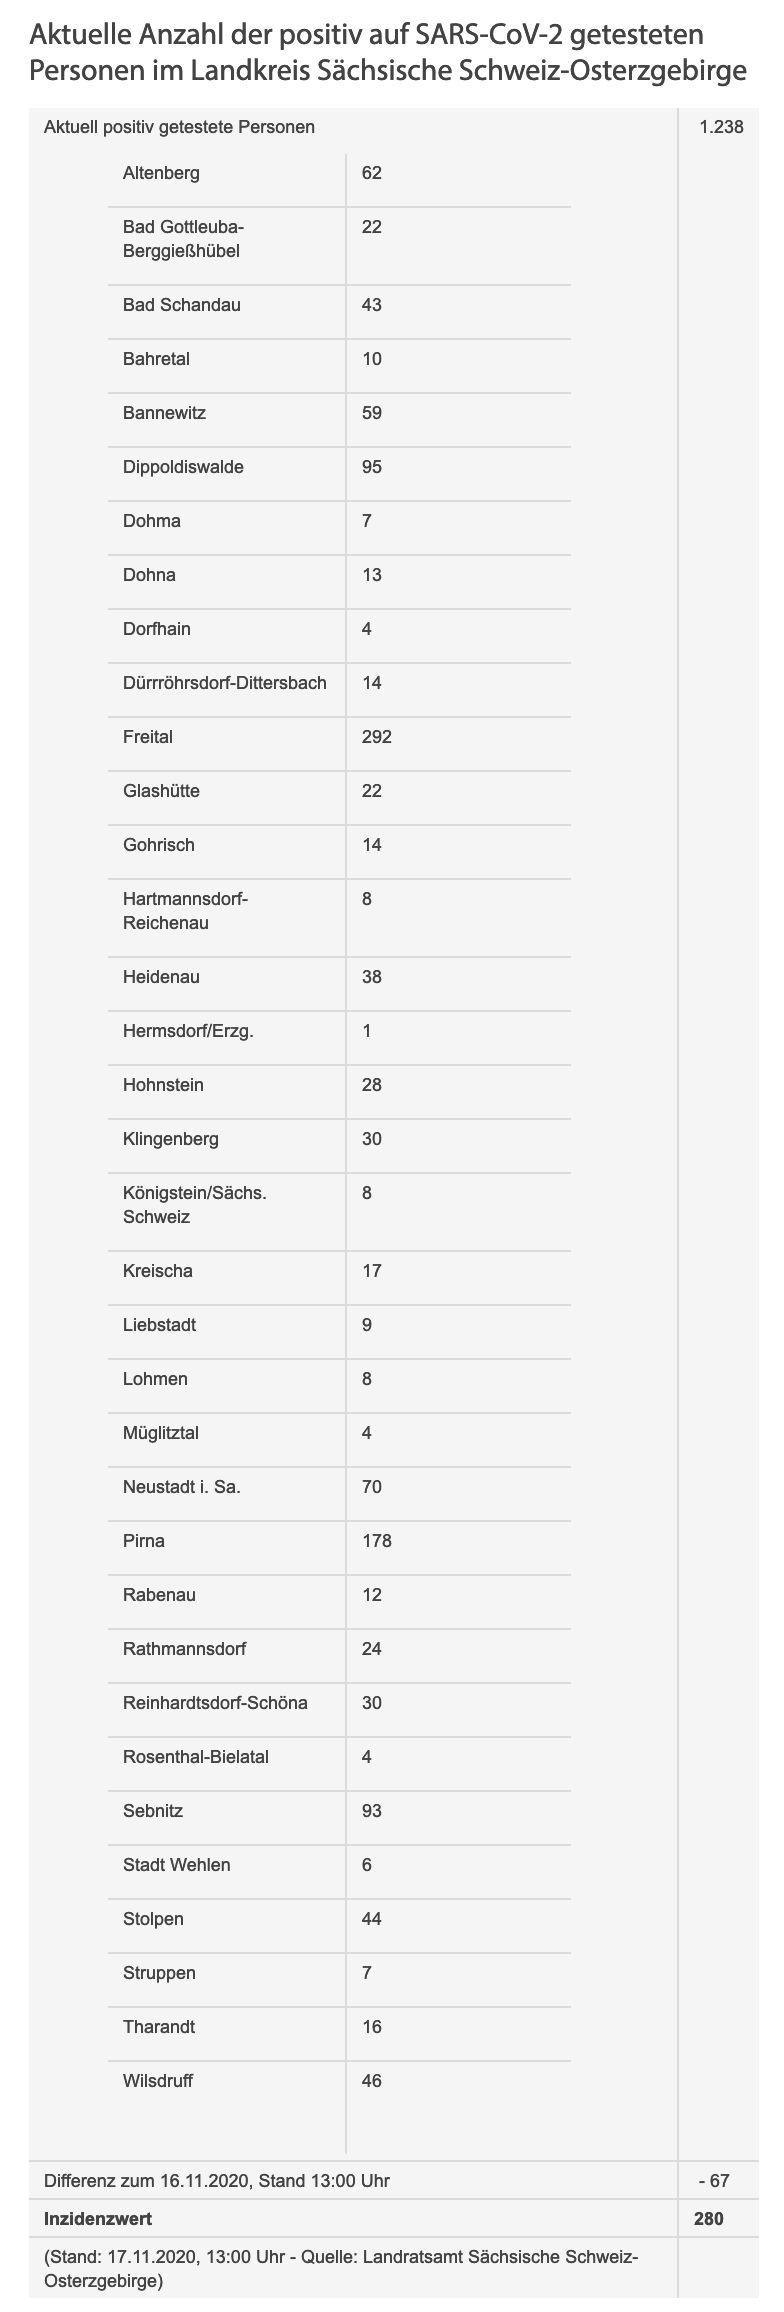 Aktuelle Anzahl der positiv auf SARS-CoV-2 getesteten
Personen im Landkreis Sächsische Schweiz-Osterzgebirge
Aktuell positiv getestete Personen 1.238
Altenberg 62
Bad Gottleuba- 22
Berggießhübel
Bad Schandau 43
Bahretal 10
Bannewitz 59
Dippoldiswalde 95
Dohma 7
Dohna 13
Dorfhain 4
Dürrröhrsdorf-Dittersbach 14
Freital 292
Glashütte 22
Gohrisch 14
Hartmannsdorf- 8
Reichenau
Heidenau 38
Hermsdorf/Erzg. 1
Hohnstein 28
Klingenberg 30
Königstein/Sächs. 8
Schweiz
Kreischa 17
Liebstadt 9
Lohmen 8
Müglitztal 4
Neustadt i. Sa. 70
Pirna 178
Rabenau 12
Rathmannsdorf 24
Reinhardtsdorf-Schöna 30
Rosenthal-Bielatal 4
Sebnitz 93
Stadt Wehlen 6
Stolpen 44
Struppen 7
Tharandt 16
Wilsdruff 46
Differenz zum 16.11.2020, Stand 13:00 Uhr - 67
Inzidenzwert 280
(Stand: 17.11.2020, 13:00 Uhr - Quelle: Landratsamt Sächsische Schweiz-
Osterzgebirge)